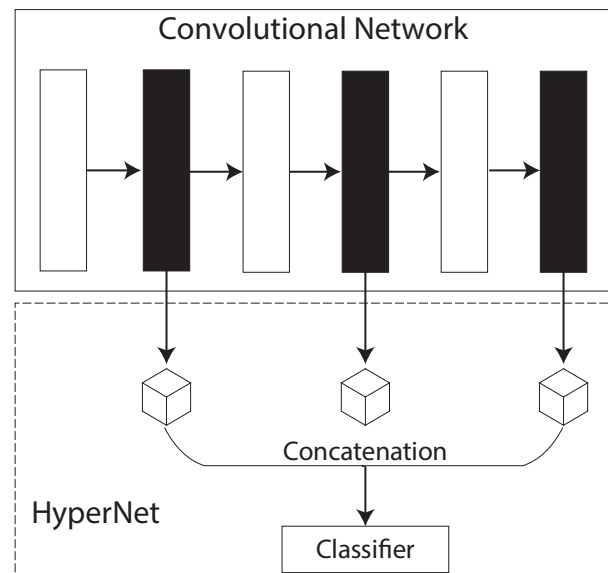 Convolutional Network
Concatenation
HyperNet
Classifier